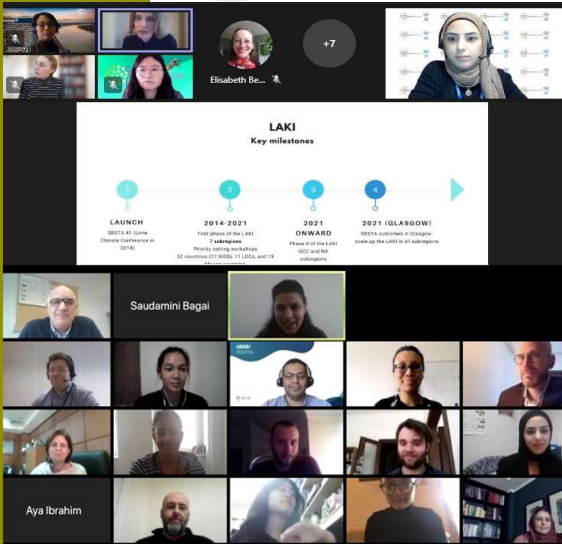 Elisabeth Be...
+7
LAKI
Key milestones
1
2
3
4
LAUNCH
SBSTA 41 (Lima
Climate Conference in
2014)
2014-2021
First phase of the LAKI
7 subregions
Priority setting workshops
52 countries (17 SIDS), 11 LDCs, and 13
2021
ONWARD
Phase II of the LAKI
GCC and NA
subregions
2021 (GLASGOW)
SBSTA outcomes in Glasgow:
scale up the LAKI in all subregions
Saudamini Bagai
Aya Ibrahim